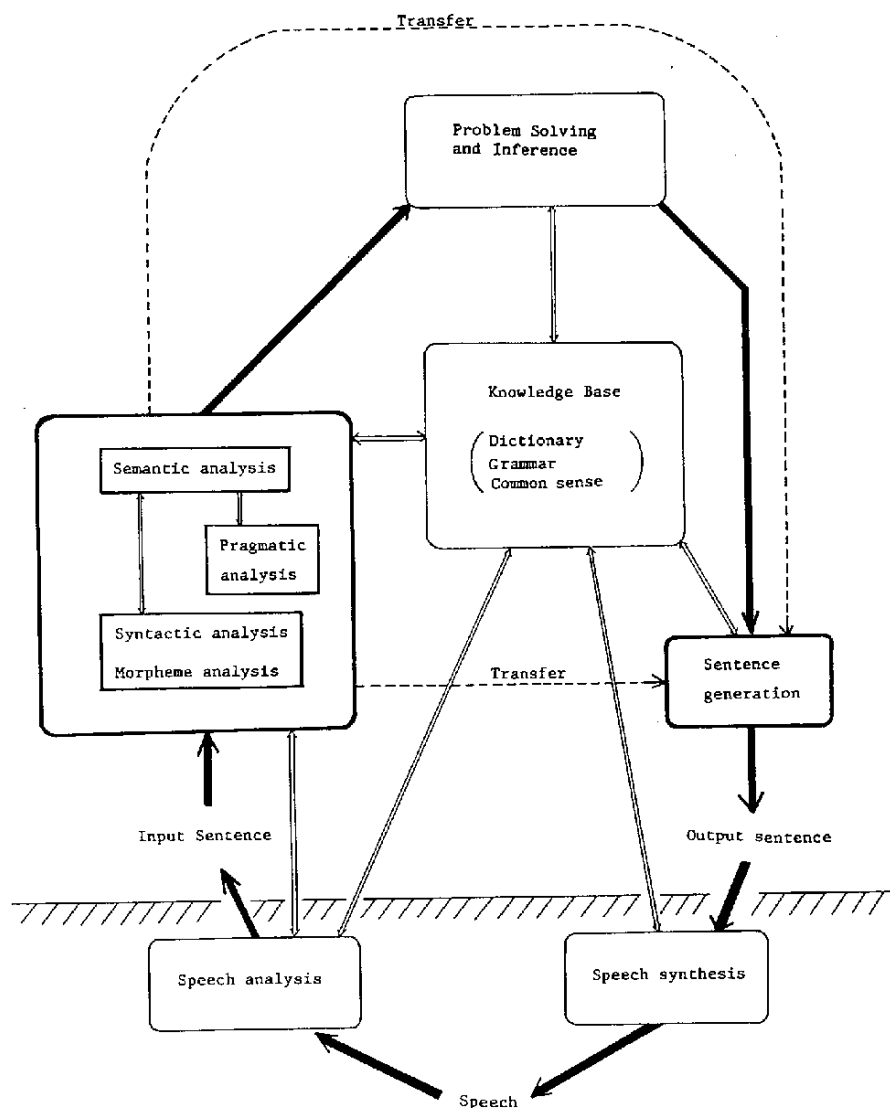 Transfer
Problem Solving
and Inference
Knowledge Base
Dictionary
Grammar
Common sense
Semantic analysis
Pragmatic
analysis
Syntactic analysis
Morpheme analysis
Transfer
Sentence
generation
Input Sentence
Output sentence
Speech analysis
Speech synthesis
Speech